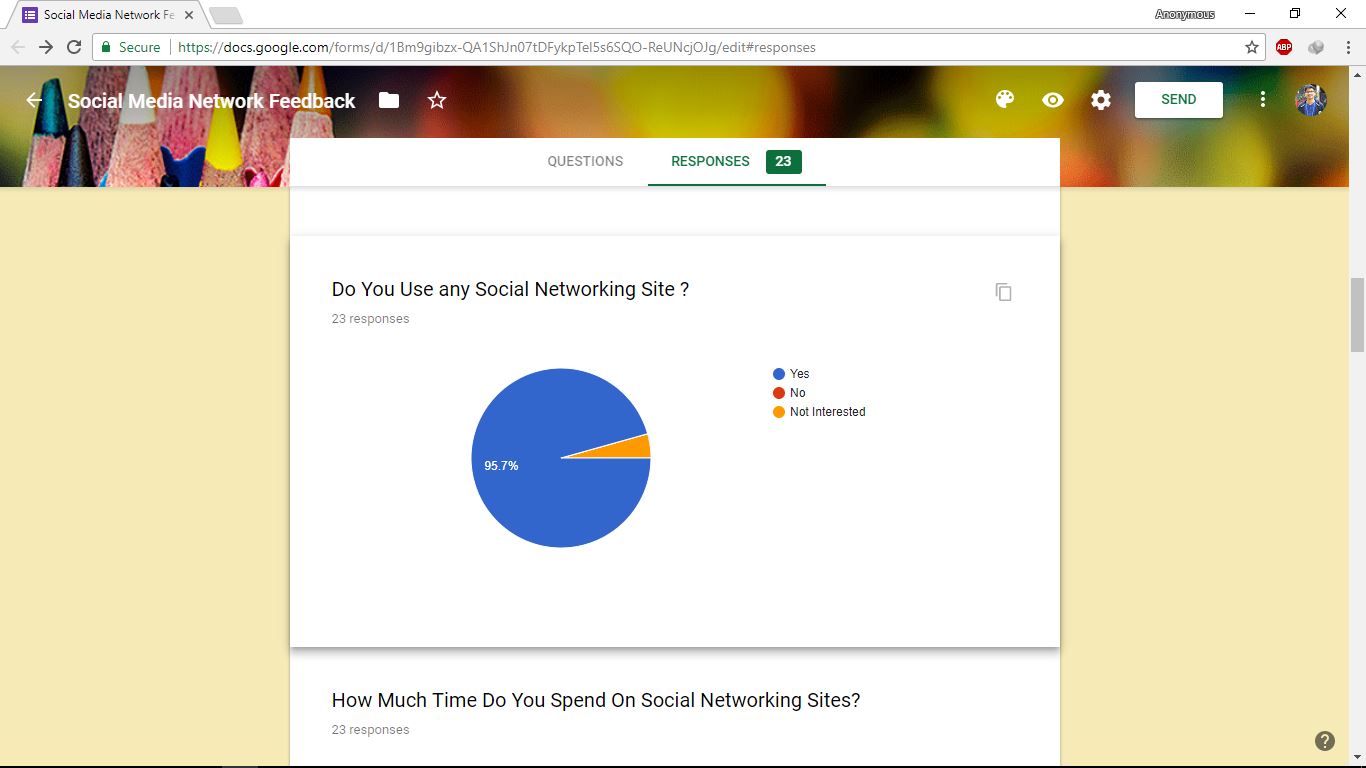 Social Media Network Fe
Anonymous
Secure
https://docs.google.com/forms/d/1Bm9gibzx-QA1ShJn07tDFykpTeI5s6SQO-ReUNcjOJg/edit#responses
ABP
Social Media Network Feedback
SEND
QUESTIONS
RESPONSES 23
Do You Use any Social Networking Site ?
23 responses
95.7%
Yes
No
Not Interested
How Much Time Do You Spend On Social Networking Sites?
23 responses
?